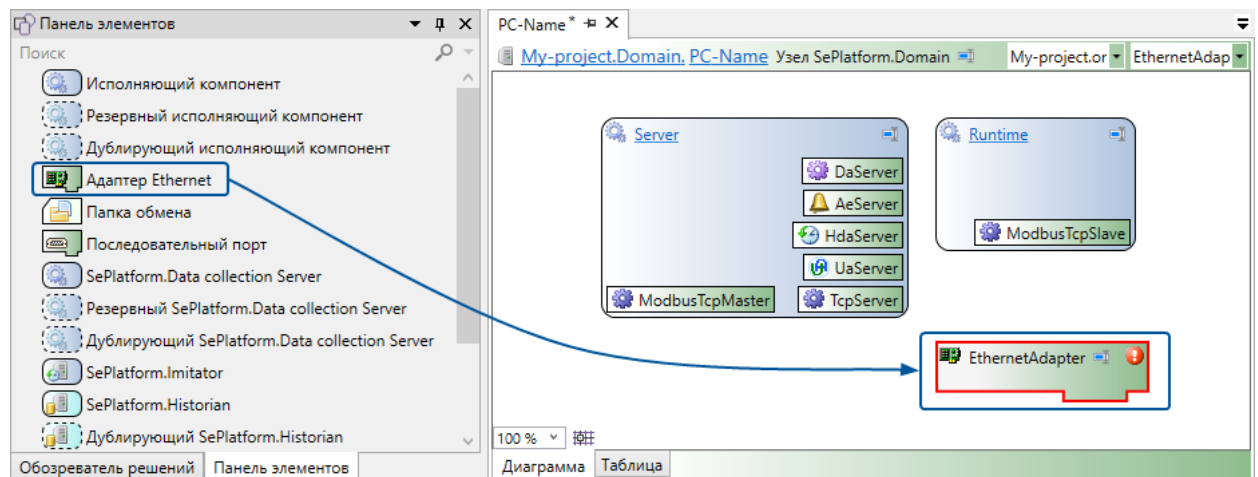 Панель элементов
Поиск
Исполняющий компонент
Резервный исполняющий компонент
Дублирующий исполняющий компонент
Адаптер Ethernet
Папка обмена
Последовательный порт
SePlatform.Data collection Server
Резервный SePlatform.Data collection Server
Дублирующий SePlatform.Data collection Server
SePlatform.Imitator
SePlatform.Historian
Дублирующий SePlatform.Historian
Обозреватель решений Панель элементов
PC-Name*
My-project.Domain. PC-Name Узел SePlatform.Domain My-project.or EthernetAdap
Server
DaServer
AeServer
HdaServer
UaServer
ModbusTcpMaster TcpServer
Runtime
ModbusTcpSlave
EthernetAdapter
100 %
Диаграмма Таблица